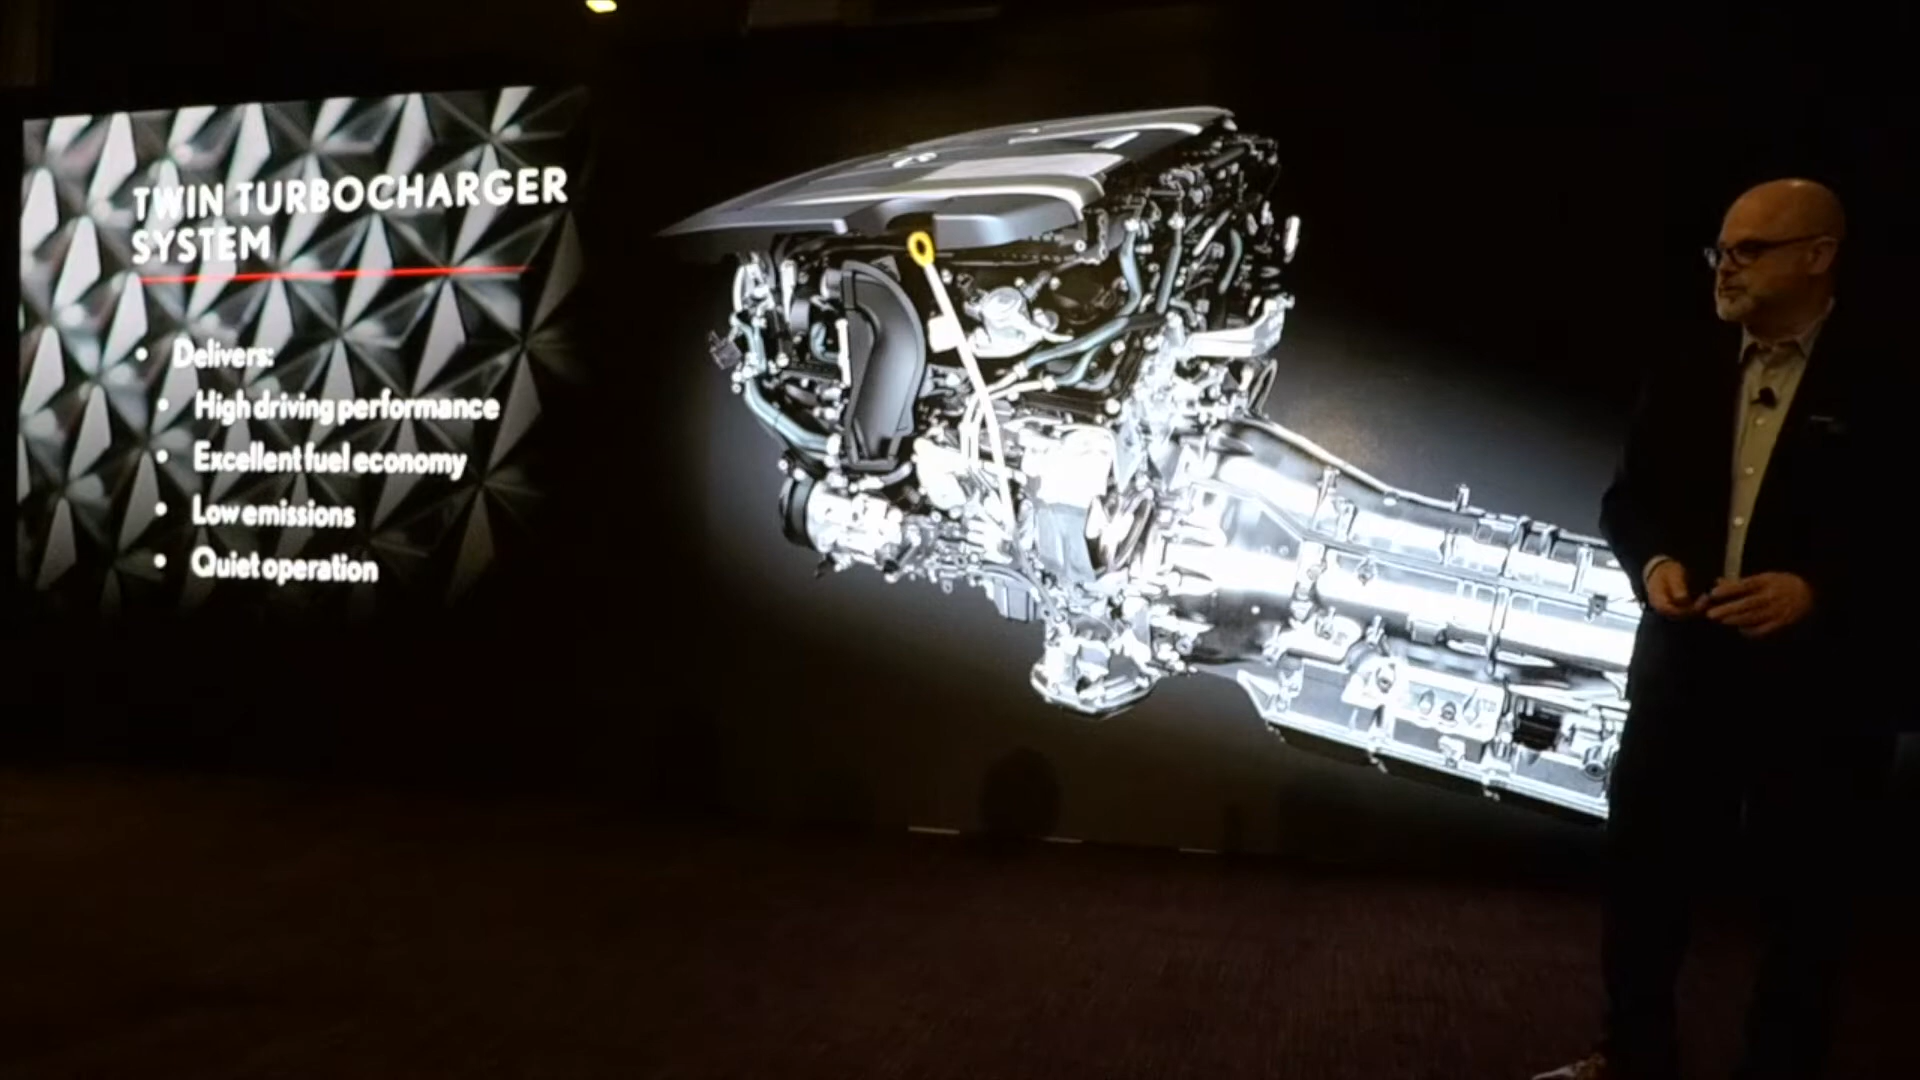 TWIN TURBOCHARGER
SYSTEM
• Delivers:
• High driving performance
• Excellent fuel economy
• Low emissions
• Quiet operation